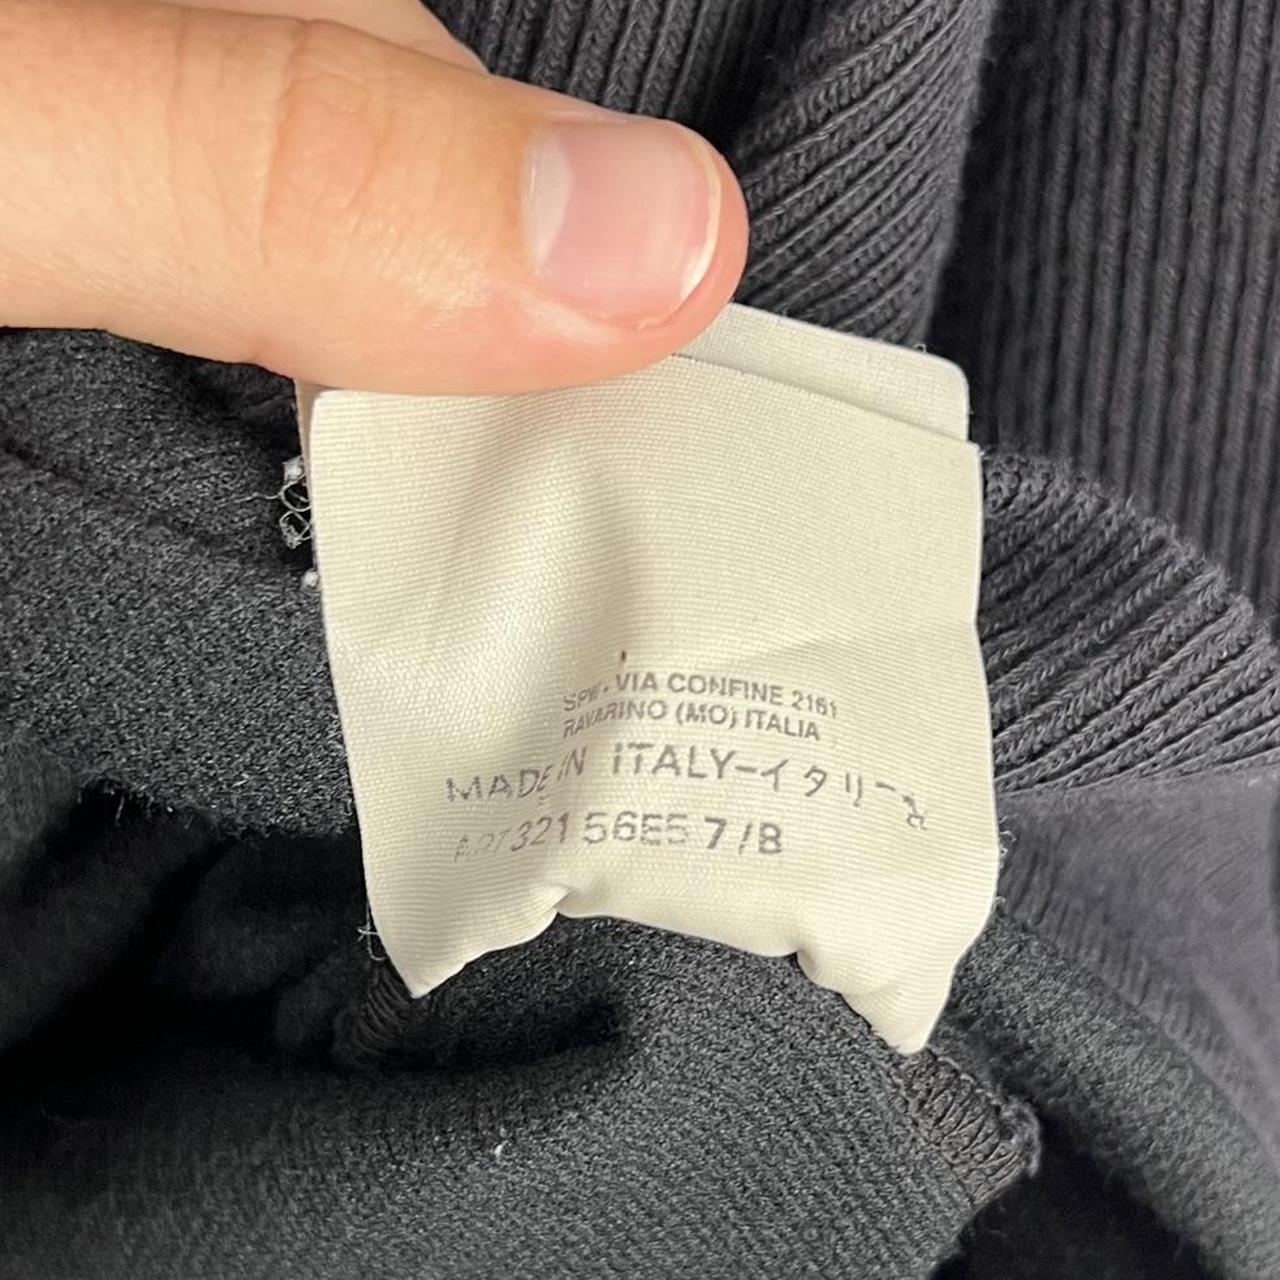 SPW - VIA CONFINE 2161
RAVARINO (MO) ITALIA
MADE IN ITALY-イタリー製
ART 321 56E5 7/B